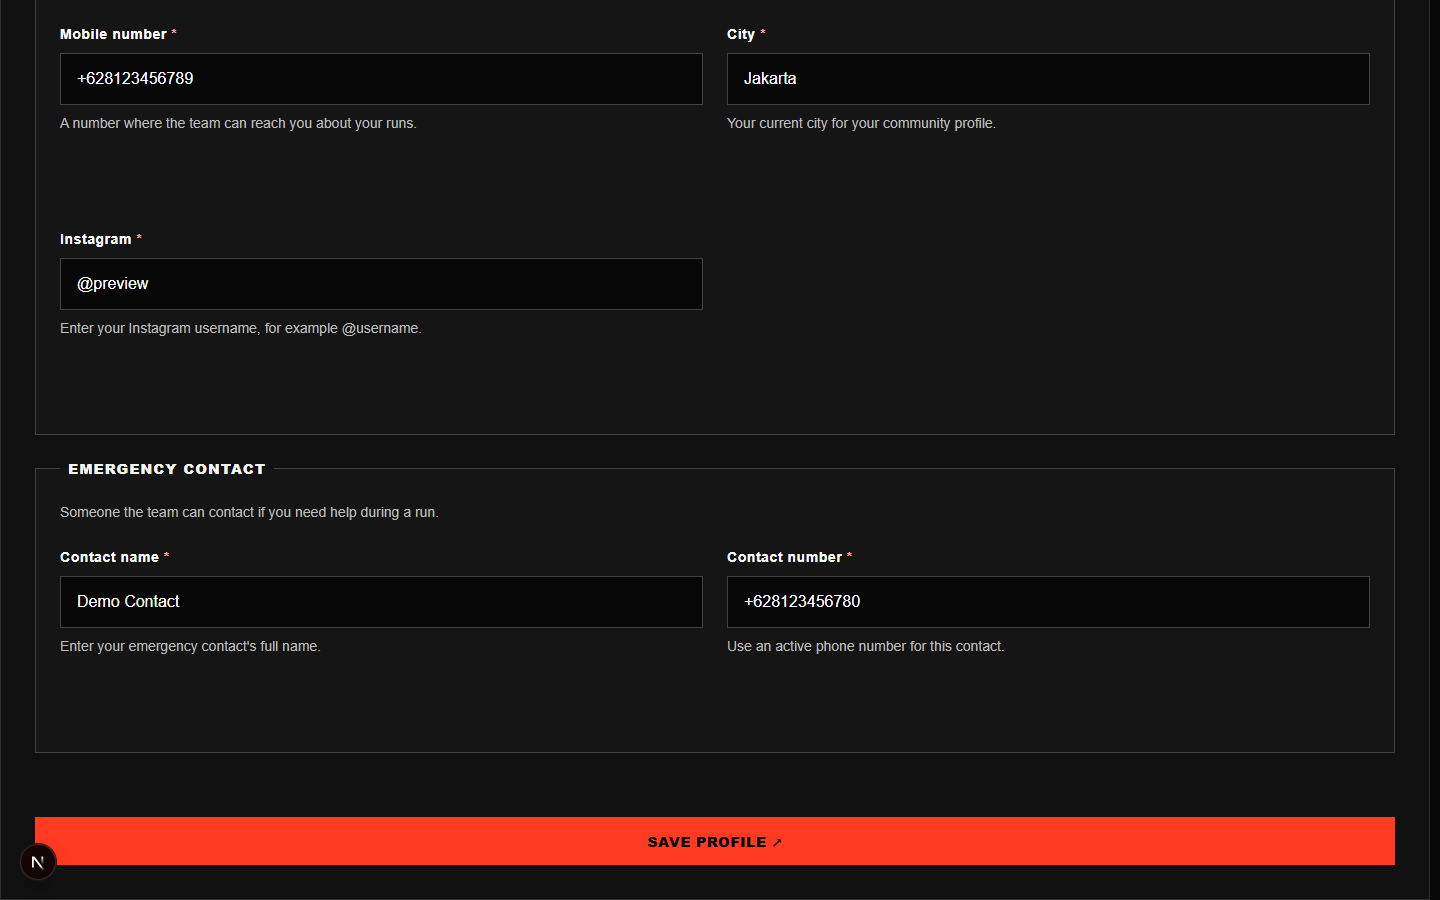 Mobile number *
City *
+628123456789
Jakarta
A number where the team can reach you about your runs.
Your current city for your community profile.
Instagram *
@preview
Enter your Instagram username, for example @username.
EMERGENCY CONTACT
Someone the team can contact if you need help during a run.
Contact name *
Contact number *
Demo Contact
+628123456780
Enter your emergency contact's full name.
Use an active phone number for this contact.
SAVE PROFILE ↗
N